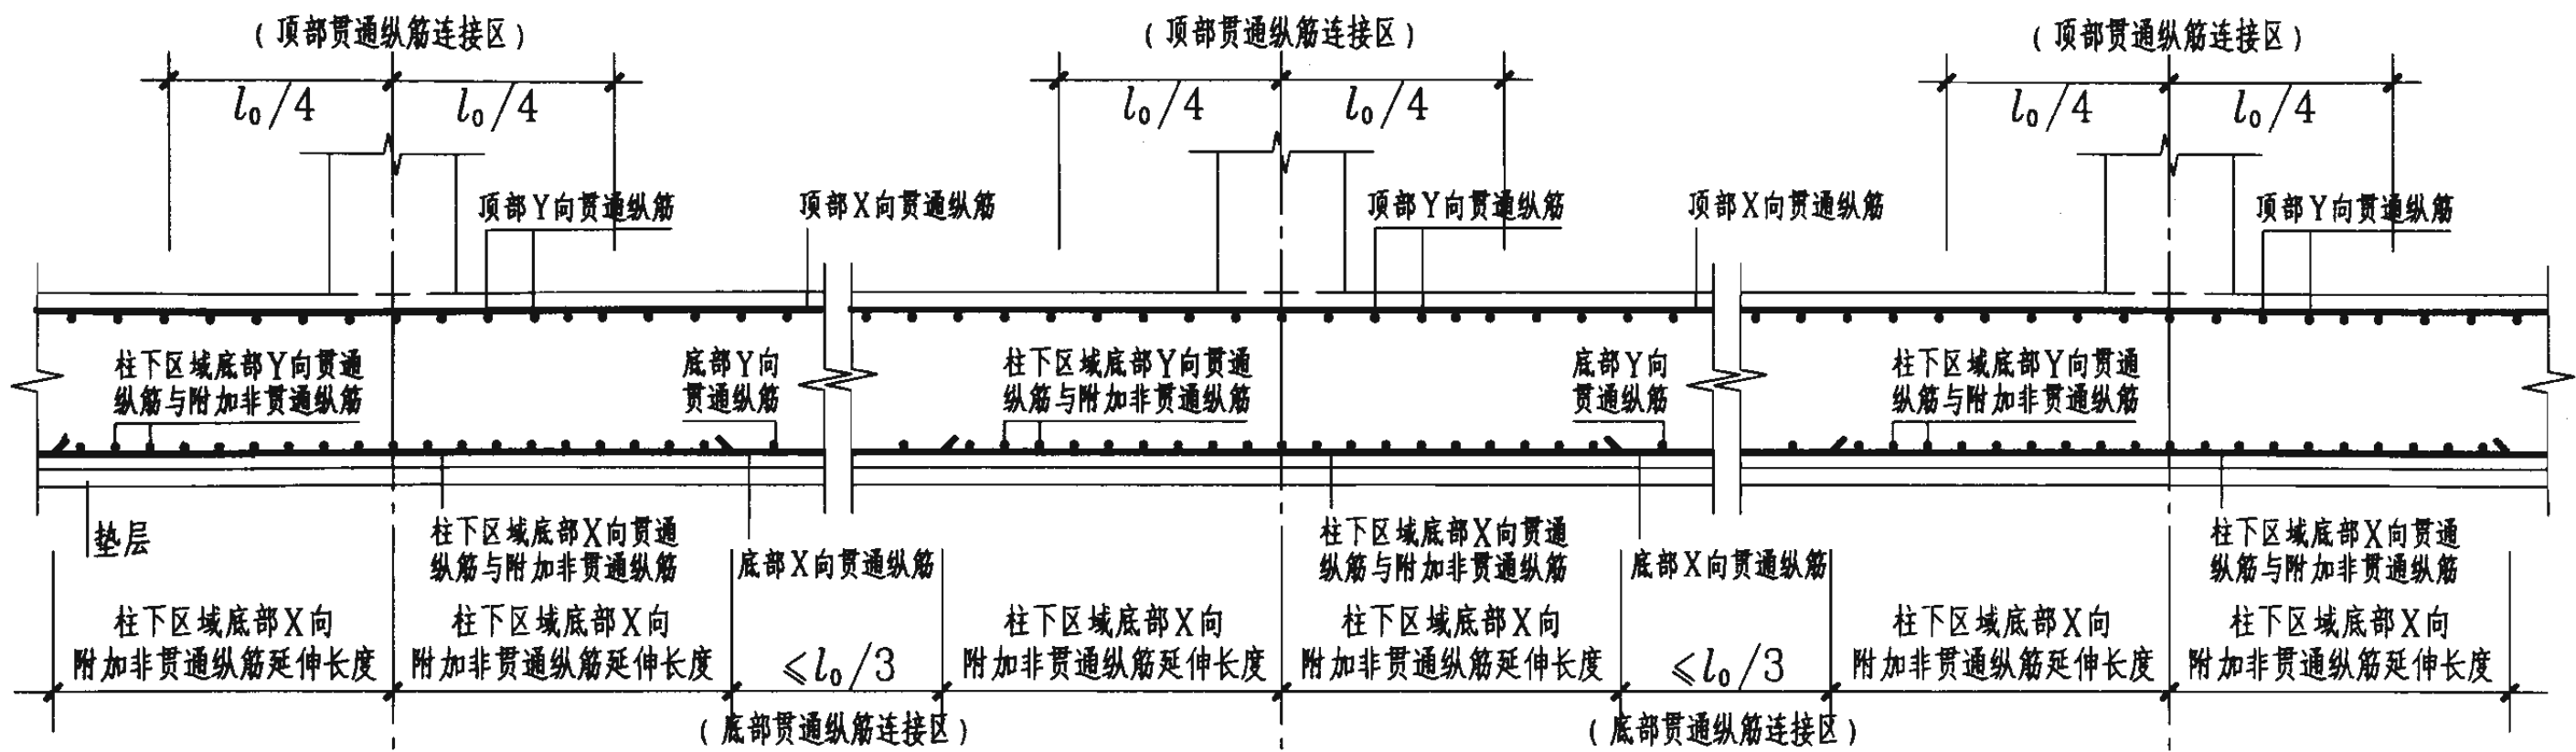 (顶部贯通纵筋连接区) (顶部贯通纵筋连接区) (顶部贯通纵筋连接区)
l₀/4 l₀/4 l₀/4 l₀/4 l₀/4 l₀/4
顶部Y向贯通纵筋 顶部X向贯通纵筋 顶部Y向贯通纵筋 顶部X向贯通纵筋 顶部Y向贯通纵筋
柱下区域底部Y向贯通 底部Y向 柱下区域底部Y向贯通 底部Y向 柱下区域底部Y向贯通
纵筋与附加非贯通纵筋 贯通纵筋 纵筋与附加非贯通纵筋 贯通纵筋 纵筋与附加非贯通纵筋
垫层 柱下区域底部X向贯通 柱下区域底部X向贯通 柱下区域底部X向贯通
纵筋与附加非贯通纵筋 底部X向贯通纵筋 纵筋与附加非贯通纵筋 底部X向贯通纵筋 纵筋与附加非贯通纵筋
柱下区域底部X向 柱下区域底部X向 柱下区域底部X向 柱下区域底部X向 柱下区域底部X向 柱下区域底部X向
附加非贯通纵筋延伸长度 附加非贯通纵筋延伸长度 ≤l₀/3 附加非贯通纵筋延伸长度 附加非贯通纵筋延伸长度 ≤l₀/3 附加非贯通纵筋延伸长度 附加非贯通纵筋延伸长度
(底部贯通纵筋连接区) (底部贯通纵筋连接区)